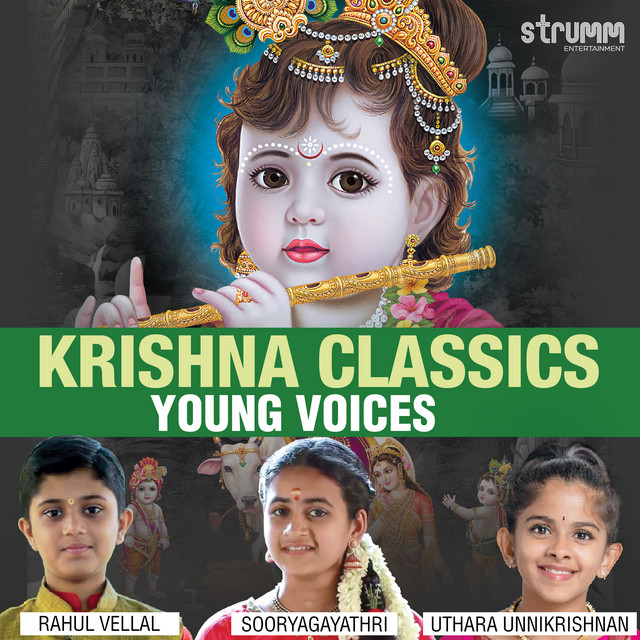 strumm
ENTERTAINMENT
KRISHNA CLASSICS
YOUNG VOICES
RAHUL VELLAL
SOORYAGAYATHRI
UTHARA UNNIKRISHNAN